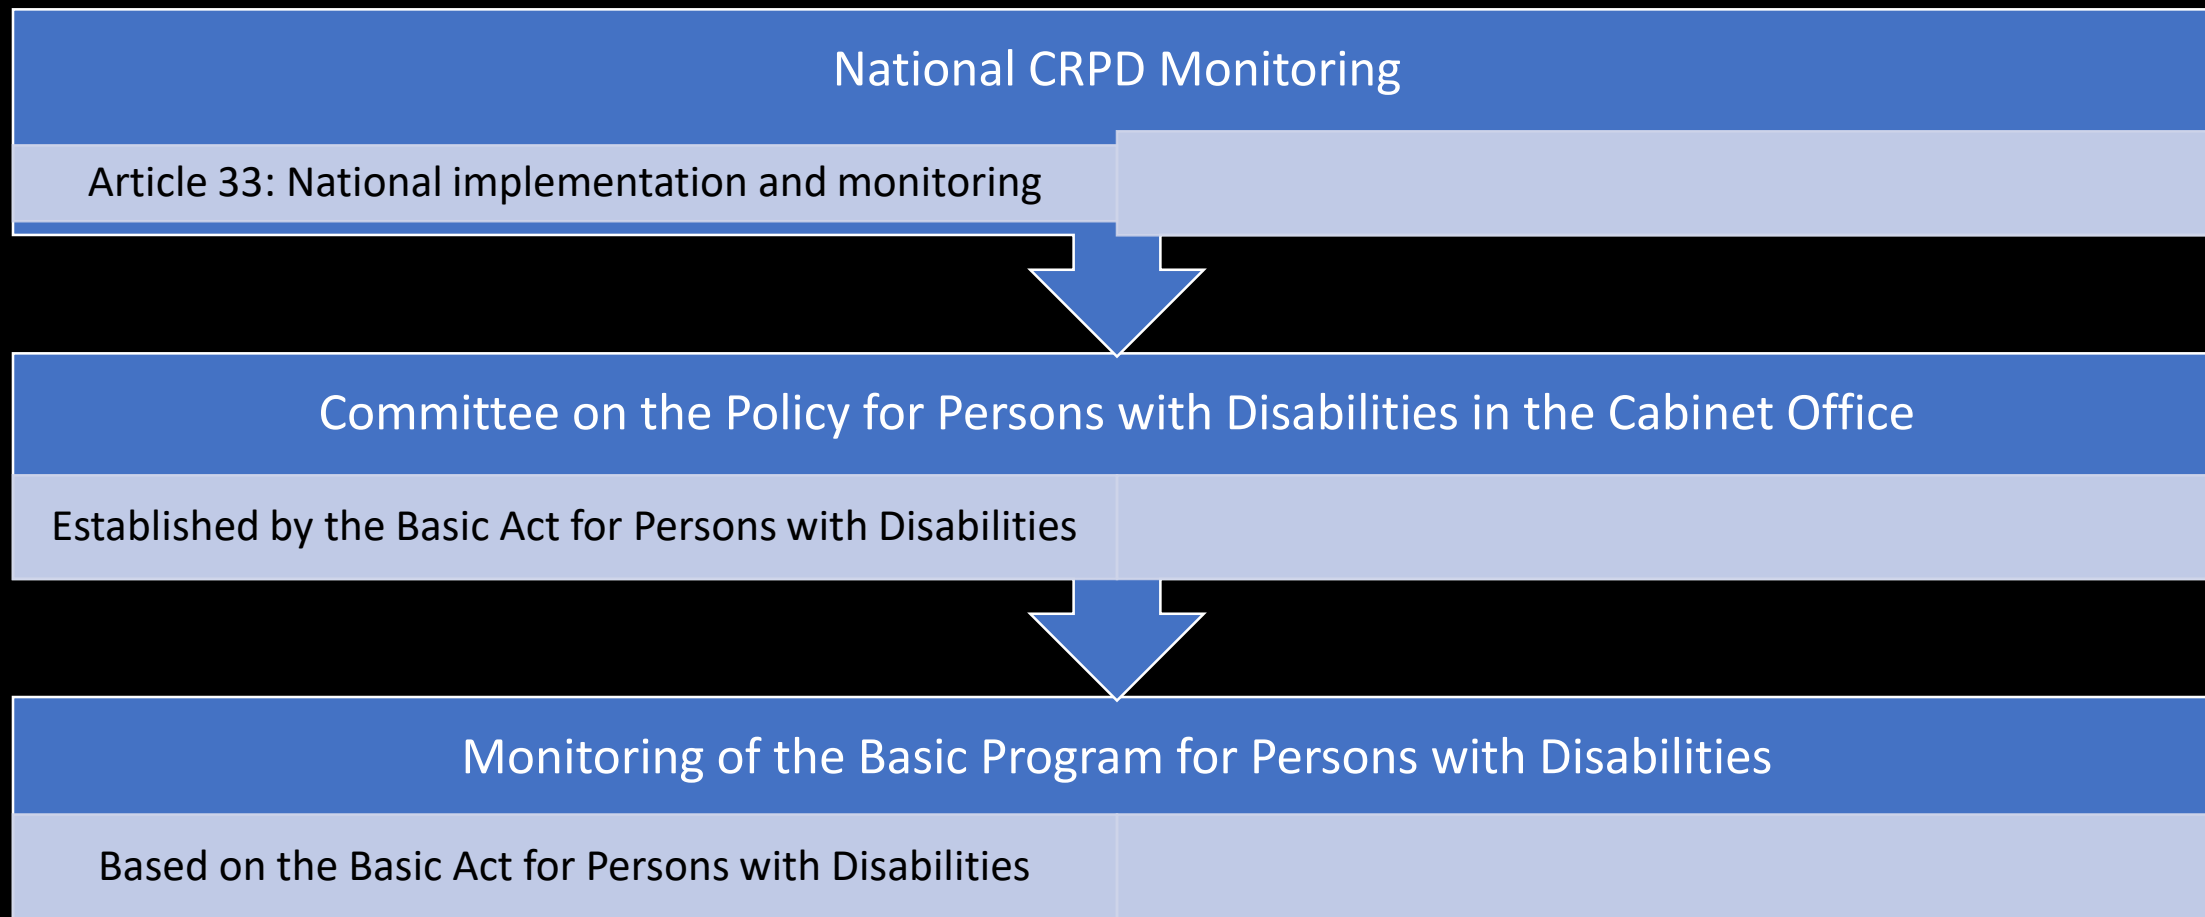 National CRPD Monitoring
Article 33: National implementation and monitoring
Committee on the Policy for Persons with Disabilities in the Cabinet Office
Established by the Basic Act for Persons with Disabilities
Monitoring of the Basic Program for Persons with Disabilities
Based on the Basic Act for Persons with Disabilities